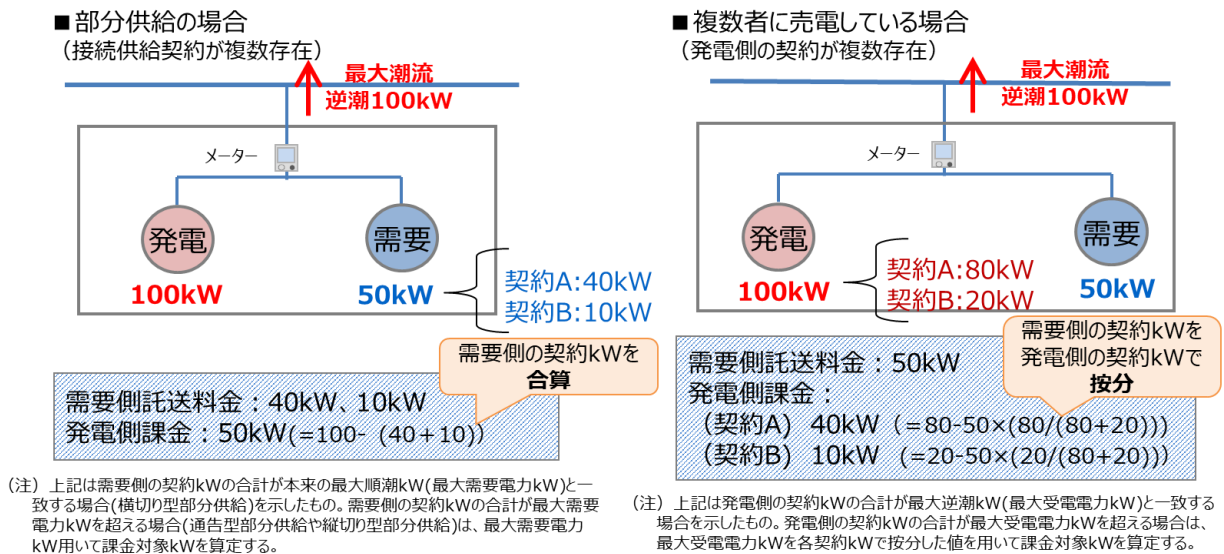 ■部分供給の場合
（接続供給契約が複数存在）
最大潮流
逆潮100kW
メーター
発電
需要
100kW
50kW
契約A:40kW
契約B:10kW
需要側の契約kWを
合算
需要側託送料金：40kW、10kW
発電側課金：50kW(=100-（40＋10))
（注）上記は需要側の契約kWの合計が本来の最大順潮kW(最大需要電力kW)と一
致する場合(横切り型部分供給)を示したもの。需要側の契約kWの合計が最大需要
電力kWを超える場合(通告型部分供給や縦切り型部分供給)は、最大需要電力
kW用いて課金対象kWを算定する。
■複数者に売電している場合
（発電側の契約が複数存在）
最大潮流
逆潮100kW
メーター
発電
需要
100kW
50kW
契約A:80kW
契約B:20kW
需要側の契約kWを
発電側の契約kWで
按分
需要側託送料金：50kW
発電側課金：
（契約A) 40kW（＝80-50×(80/(80+20)))
（契約B) 10kW (=20-50×(20/(80+20)))
（注）上記は発電側の契約kWの合計が最大逆潮kW(最大受電電力kW)と一致する
場合を示したもの。発電側の契約kWの合計が最大受電電力kWを超える場合は、
最大受電電力kWを各契約kWで按分した値を用いて課金対象kWを算定する。